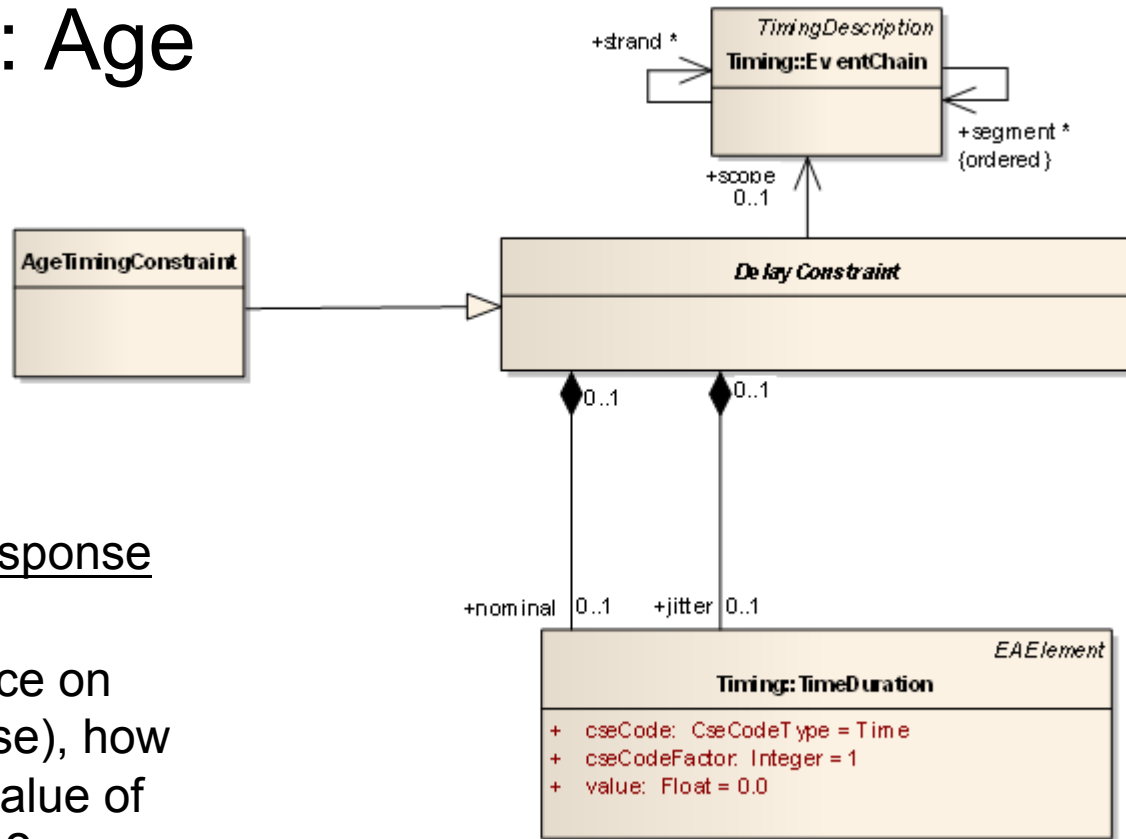 : Age
+strand *
TimingDescription
Timing::EventChain
+segment *
{ordered}
+scope
0..1
AgeTimingConstraint
DelayConstraint
0..1
0..1
sponse
+nominal
0..1
+jitter
0..1
ce on
se), how
alue of
EAElement
Timing::TimeDuration
+ cseCode: CseCodeType = Time
+ cseCodeFactor: Integer = 1
+ value: Float = 0.0